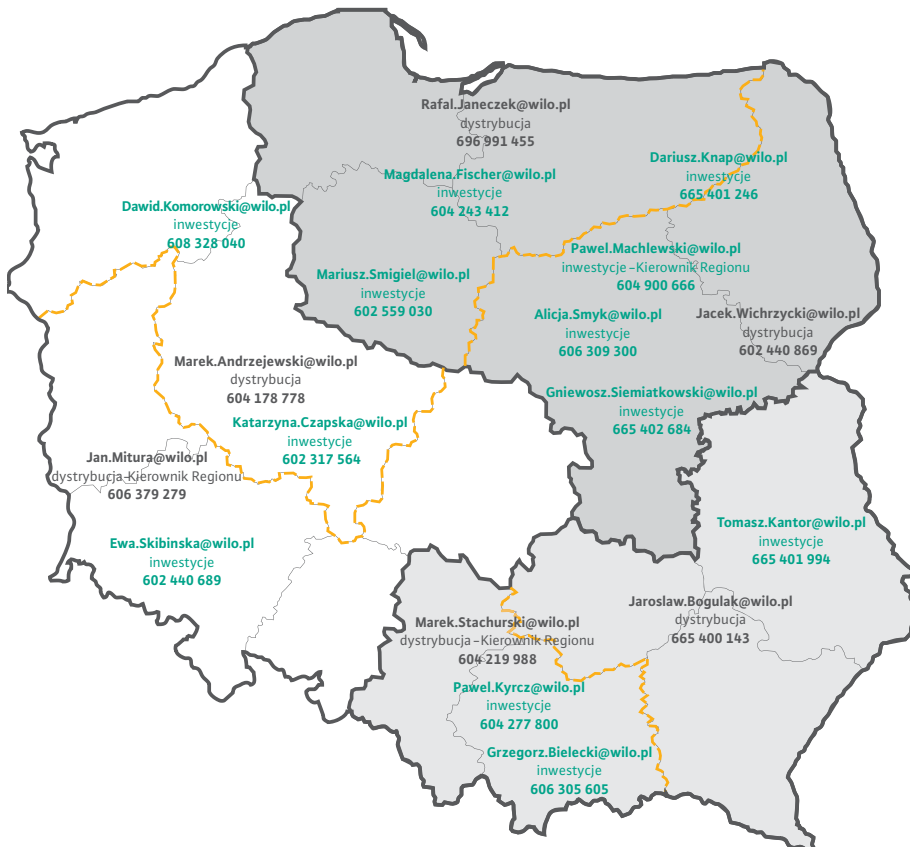 Rafal.Janeczek@wilo.pl
dystrybucja
696 991 455
Dariusz.Knap@wilo.pl
inwestycje
665 401 246
Magdalena.Fischer@wilo.pl
inwestycje
604 243 412
Dawid.Komorowski@wilo.pl
inwestycje
608 328 040
Pawel.Machlewski@wilo.pl
inwestycje–Kierownik Regionu
604 900 666
Mariusz.Smigiel@wilo.pl
inwestycje
602 559 030
Alicja.Smyk@wilo.pl
inwestycje
606 309 300
Jacek.Wichrzycki@wilo.pl
dystrybucja
602 440 869
Marek.Andrzejewski@wilo.pl
dystrybucja
604 178 778
Gniewosz.Siemiatkowski@wilo.pl
inwestycje
665 402 684
Katarzyna.Czapska@wilo.pl
inwestycje
602 317 564
Jan.Mitura@wilo.pl
dystrybucja-Kierownik Regionu
606 379 279
Tomasz.Kantor@wilo.pl
inwestycje
665 401 994
Ewa.Skibinska@wilo.pl
inwestycje
602 440 689
Jaroslaw.Bogulak@wilo.pl
dystrybucja
665 400 143
Marek.Stachurski@wilo.pl
dystrybucja–Kierownik Regionu
604 219 988
Pawel.Kyrcz@wilo.pl
inwestycje
604 277 800
Grzegorz.Bielecki@wilo.pl
inwestycje
606 305 605